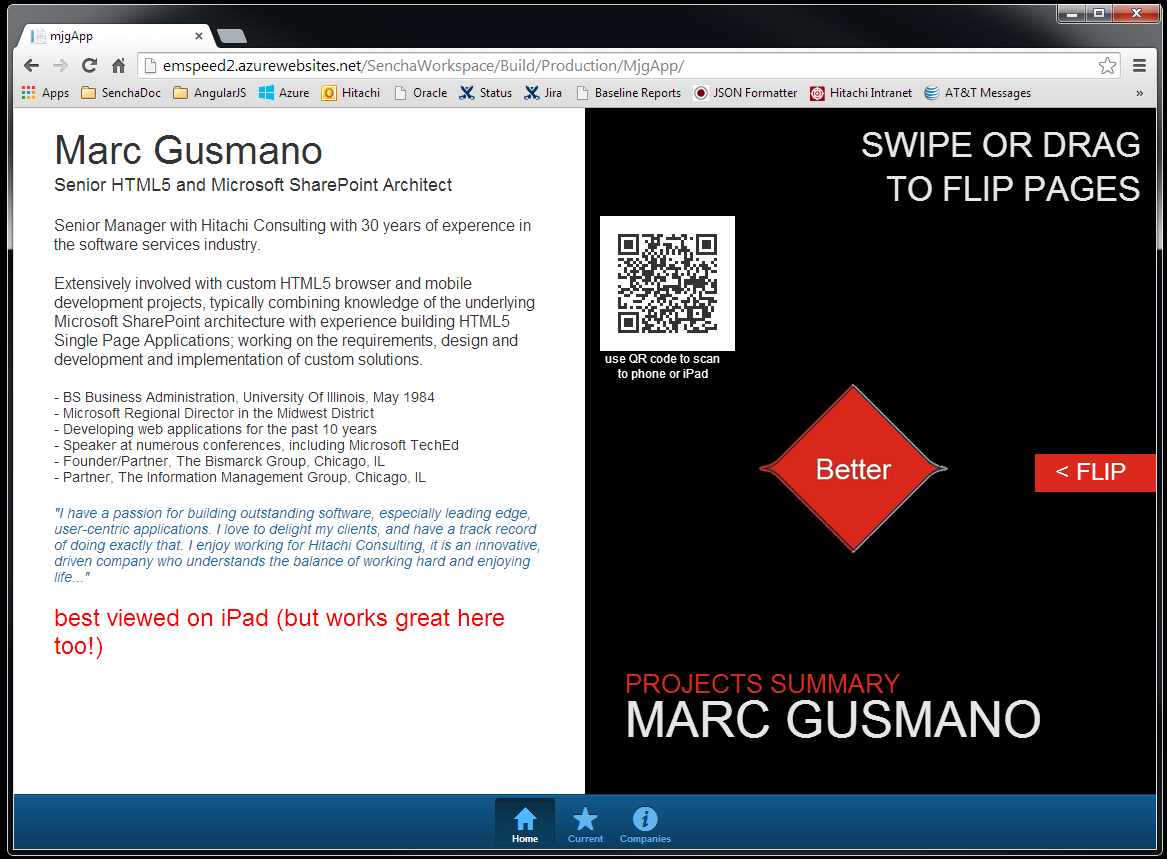 mjgApp
emspeed2.azurewebsites.net/SenchaWorkspace/Build/Production/MjgApp/
Apps SenchaDoc AngularJS Azure Hitachi Oracle Status Jira Baseline Reports JSON Formatter Hitachi Intranet AT&T Messages »
Marc Gusmano
Senior HTML5 and Microsoft SharePoint Architect
Senior Manager with Hitachi Consulting with 30 years of experence in
the software services industry.
Extensively involved with custom HTML5 browser and mobile
development projects, typically combining knowledge of the underlying
Microsoft SharePoint architecture with experience building HTML5
Single Page Applications; working on the requirements, design and
development and implementation of custom solutions.
- BS Business Administration, University Of Illinois, May 1984
- Microsoft Regional Director in the Midwest District
- Developing web applications for the past 10 years
- Speaker at numerous conferences, including Microsoft TechEd
- Founder/Partner, The Bismarck Group, Chicago, IL
- Partner, The Information Management Group, Chicago, IL
"I have a passion for building outstanding software, especially leading edge,
user-centric applications. I love to delight my clients, and have a track record
of doing exactly that. I enjoy working for Hitachi Consulting, it is an innovative,
driven company who understands the balance of working hard and enjoying
life..."
best viewed on iPad (but works great here
too!)
SWIPE OR DRAG
TO FLIP PAGES
use QR code to scan
to phone or iPad
Better
< FLIP
PROJECTS SUMMARY
MARC GUSMANO
Home Current Companies